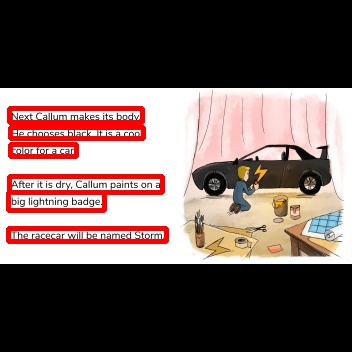 Next Callum makes its body.
He chooses black. It is a cool
color for a car.
After it is dry, Callum paints on a
big lightning badge.
The racecar will be named Storm.